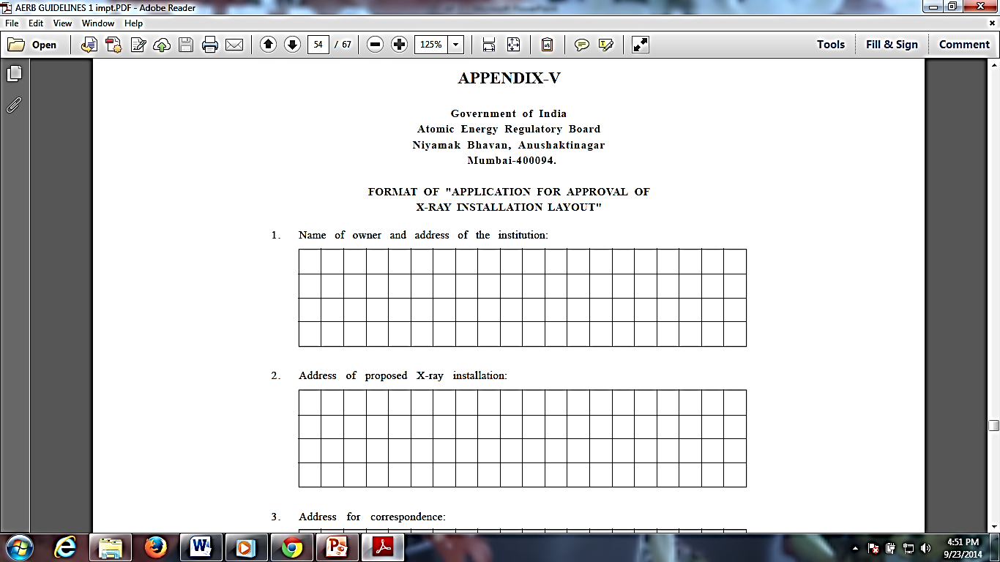 AERB GUIDELINES 1 impt.PDF - Adobe Reader
File Edit View Window Help
Open 54 / 67 125% Tools Fill & Sign Comment
APPENDIX-V
Government of India
Atomic Energy Regulatory Board
Niyamak Bhavan, Anushaktinagar
Mumbai-400094.
FORMAT OF "APPLICATION FOR APPROVAL OF
X-RAY INSTALLATION LAYOUT"
1. Name of owner and address of the institution:
2. Address of proposed X-ray installation:
3. Address for correspondence:
4:51 PM
9/23/2014